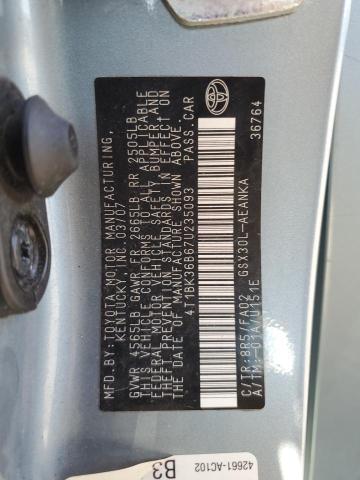 MFD.BY:TOYOTA MOTOR MANUFACTURING,
KENTUCKY, INC. 03/07
GVWR 4565LB GAWR FR 2665LB RR 2505LB
THIS VEHICLE CONFORMS TO ALL APPLICABLE
FEDERAL MOTOR VEHICLE SAFETY, BUMPER AND
THEFT PREVENTION STANDARDS IN EFFECT ON
THE DATE OF MANUFACTURE SHOWN ABOVE.
4T1BK36B67U235093 PASS.CAR
C/TR:8R5/FA02 GSX30L-AEANKA
A/TM:-01A/U151E 36764
42661-AC102
B3